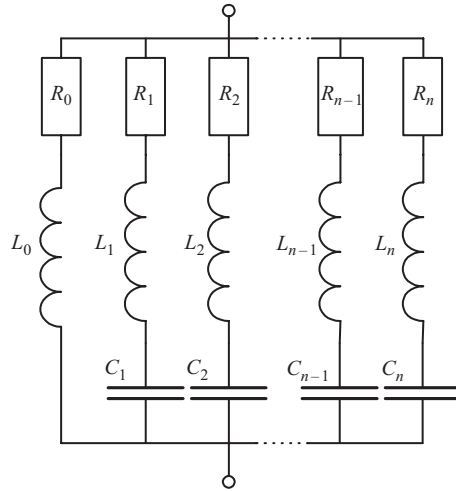 R₀ R₁ R₂ Rₙ₋₁ Rₙ
L₀ L₁ L₂ Lₙ₋₁ Lₙ
C₁ C₂ Cₙ₋₁ Cₙ